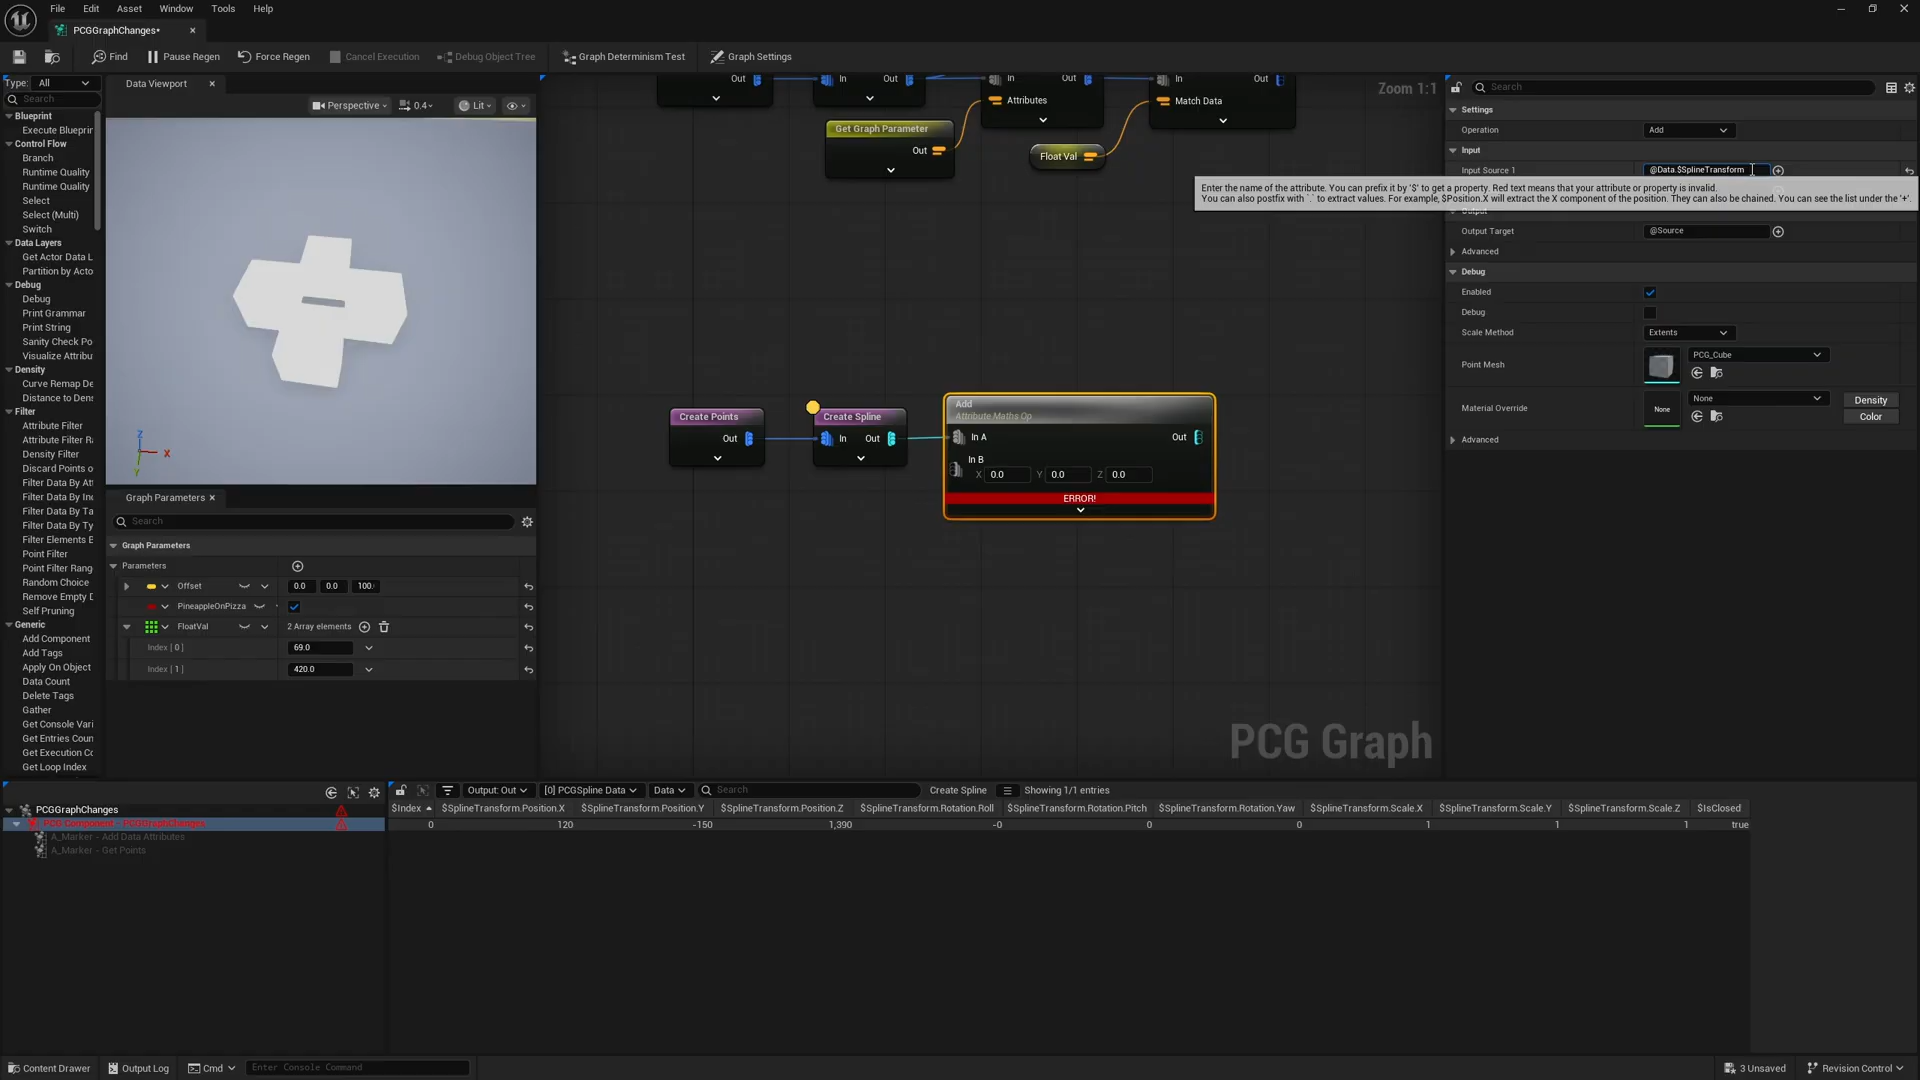 File Edit Asset Window Tools Help
PCGGraphChanges•
Find Pause Regen Force Regen Cancel Execution Debug Object Tree Graph Determinism Test Graph Settings
Type: All
Search
Blueprint
Execute Blueprin
Control Flow
Branch
Runtime Quality
Runtime Quality
Select
Select (Multi)
Switch
Data Layers
Get Actor Data L
Partition by Acto
Debug
Debug
Print Grammar
Print String
Sanity Check Po
Visualize Attribu
Density
Curve Remap De
Distance to Dens
Filter
Attribute Filter
Attribute Filter Ra
Density Filter
Discard Points o
Filter Data By Att
Filter Data By Ind
Filter Data By Ta
Filter Data By Ty
Filter Elements B
Point Filter
Point Filter Rang
Random Choice
Remove Empty D
Self Pruning
Generic
Add Component
Add Tags
Apply On Object
Data Count
Delete Tags
Gather
Get Console Vari
Get Entries Coun
Get Execution Co
Get Loop Index
Data Viewport
Perspective 0.4 Lit
Z
X
Y
Graph Parameters
Search
Graph Parameters
Parameters
Offset 0.0 0.0 100.
PineappleOnPizza
FloatVal 2 Array elements
Index [ 0 ] 69.0
Index [ 1 ] 420.0
Zoom 1:1
Out In Out In Out In Out
Attributes Match Data
Get Graph Parameter
Out
Float Val
Create Points
Out
Create Spline
In Out
Add
Attribute Maths Op
In A Out
In B
X 0.0 Y 0.0 Z 0.0
ERROR!
PCG Graph
Search
Settings
Operation Add
Input
Input Source 1 @Data.$SplineTransform
Enter the name of the attribute. You can prefix it by '$' to get a property. Red text means that your attribute or property is invalid.
You can also postfix with '.' to extract values. For example, $Position.X will extract the X component of the position. They can also be chained. You can see the list under the '+'.
Output
Output Target @Source
Advanced
Debug
Enabled
Debug
Scale Method Extents
Point Mesh PCG_Cube
Material Override None None Density
Color
Advanced
PCGGraphChanges
PCG Component - PCGGraphChanges
A_Marker - Add Data Attributes
A_Marker - Get Points
Output: Out [0] PCGSpline Data Data Search Create Spline Showing 1/1 entries
$Index $SplineTransform.Position.X $SplineTransform.Position.Y $SplineTransform.Position.Z $SplineTransform.Rotation.Roll $SplineTransform.Rotation.Pitch $SplineTransform.Rotation.Yaw $SplineTransform.Scale.X $SplineTransform.Scale.Y $SplineTransform.Scale.Z $IsClosed
0 120 -150 1,390 -0 0 0 1 1 1 true
Content Drawer Output Log Cmd Enter Console Command 3 Unsaved Revision Control